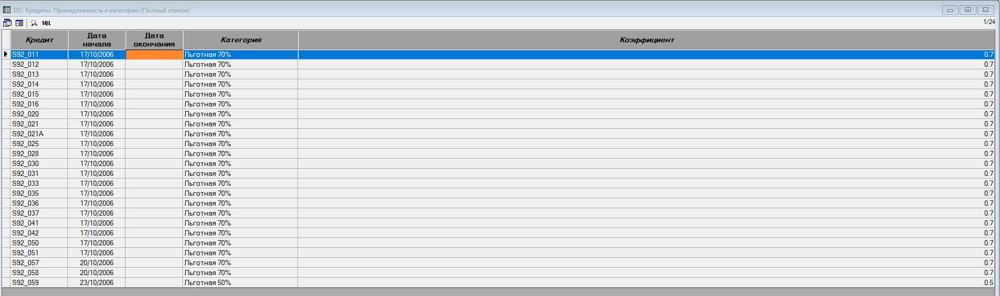 S92. Кредиты. Принадлежность к категории (Полный список)
SQL
1/24
Кредит Дата начала Дата окончания Категория Коэффициент
S92_011 17/10/2006 Льготная 70% 0.7
S92_012 17/10/2006 Льготная 70% 0.7
S92_013 17/10/2006 Льготная 70% 0.7
S92_014 17/10/2006 Льготная 70% 0.7
S92_015 17/10/2006 Льготная 70% 0.7
S92_016 17/10/2006 Льготная 70% 0.7
S92_020 17/10/2006 Льготная 70% 0.7
S92_021 17/10/2006 Льготная 70% 0.7
S92_021A 17/10/2006 Льготная 70% 0.7
S92_025 17/10/2006 Льготная 70% 0.7
S92_028 17/10/2006 Льготная 70% 0.7
S92_030 17/10/2006 Льготная 70% 0.7
S92_031 17/10/2006 Льготная 70% 0.7
S92_033 17/10/2006 Льготная 70% 0.7
S92_035 17/10/2006 Льготная 70% 0.7
S92_036 17/10/2006 Льготная 70% 0.7
S92_037 17/10/2006 Льготная 70% 0.7
S92_041 17/10/2006 Льготная 70% 0.7
S92_042 17/10/2006 Льготная 70% 0.7
S92_050 17/10/2006 Льготная 70% 0.7
S92_051 17/10/2006 Льготная 70% 0.7
S92_057 20/10/2006 Льготная 70% 0.7
S92_058 20/10/2006 Льготная 70% 0.7
S92_059 23/10/2006 Льготная 50% 0.5